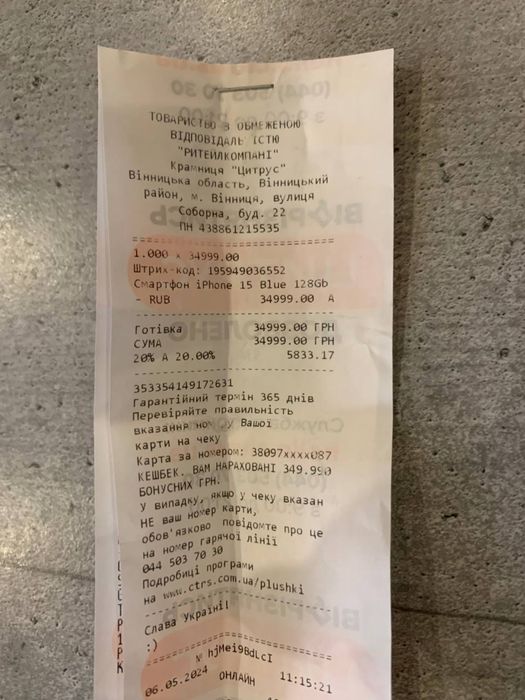 ТОВАРИСТВО З ОБМЕЖЕНОЮ
ВІДПОВІДАЛЬ ІСТЮ
"РИТЕЙЛКОМПАНІ"
Крамниця "Цитрус"
Вінницька область, Вінницький
район, м. Вінниця, вулиця
Соборна, буд. 22
ПН 438861215535
1.000 x 34999.00
Штрих-код: 195949036552
Смартфон iPhone 15 Blue 128Gb
- RUB 34999.00 А
Готівка 34999.00 ГРН
СУМА 34999.00 ГРН
20% А 20.00% 5833.17
353354149172631
Гарантійний термін 365 днів
Перевіряйте правильність
вказання ном у Вашої
карти на чеку
Карта за номером: 38097xxxx087
КЕШБЕК. ВАМ НАРАХОВАНІ 349.990
БОНУСНИХ ГРН.
У випадку, якщо у чеку вказан
НЕ ваш номер карти,
обов'язково повідомте про це
на номер гарячої лінії
044 503 70 30
Подробиці програми
на www.ctrs.com.ua/plushki
Слава Україні!
:)
№ hjMei9BdLcI
06.05.2024 ОНЛАЙН 11:15:21